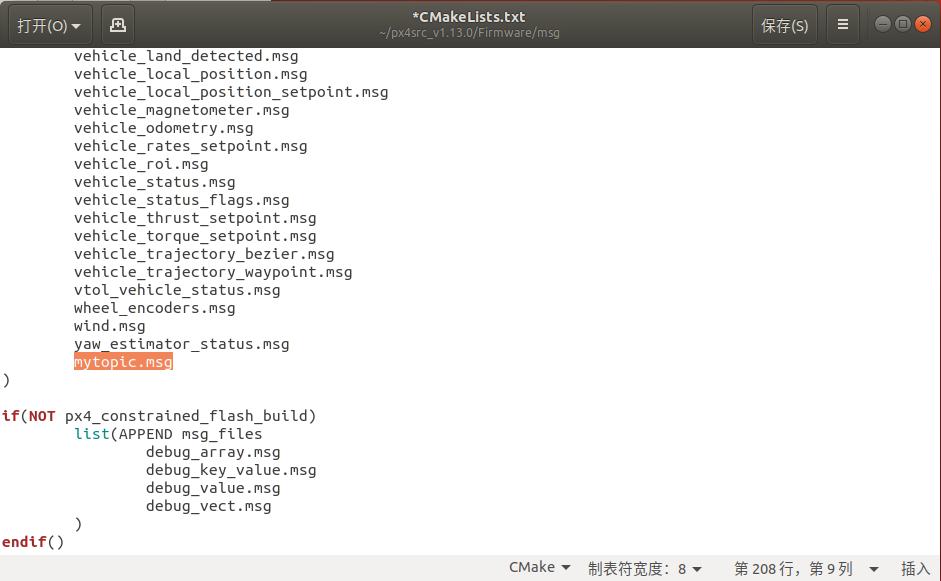 打开(O)
*CMakeLists.txt
~/px4src_v1.13.0/Firmware/msg
保存(S)
vehicle_land_detected.msg
vehicle_local_position.msg
vehicle_local_position_setpoint.msg
vehicle_magnetometer.msg
vehicle_odometry.msg
vehicle_rates_setpoint.msg
vehicle_roi.msg
vehicle_status.msg
vehicle_status_flags.msg
vehicle_thrust_setpoint.msg
vehicle_torque_setpoint.msg
vehicle_trajectory_bezier.msg
vehicle_trajectory_waypoint.msg
vtol_vehicle_status.msg
wheel_encoders.msg
wind.msg
yaw_estimator_status.msg
mytopic.msg
)
if(NOT px4_constrained_flash_build)
list(APPEND msg_files
debug_array.msg
debug_key_value.msg
debug_value.msg
debug_vect.msg
)
endif()
CMake 制表符宽度: 8 第 208 行, 第 9 列 插入